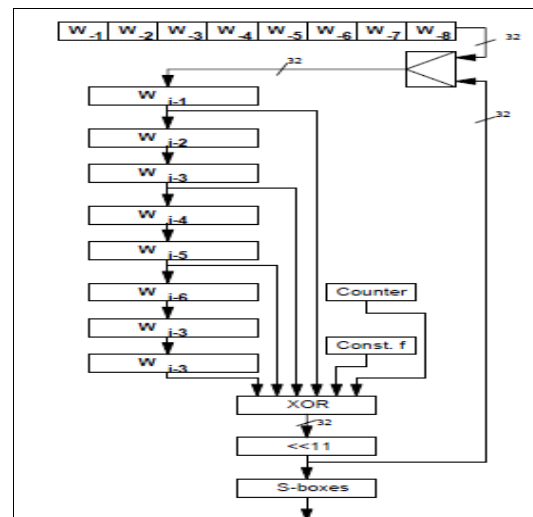 W-1 W-2 W-3 W-4 W-5 W-6 W-7 W-8
32
32
W i-1
32
W i-2
W i-3
W i-4
W i-5
W i-6
Counter
W i-3
Const. f
W i-3
XOR
32
<<11
S-boxes